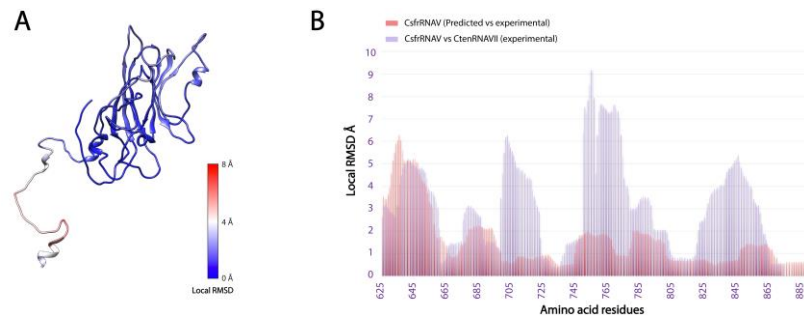 A
8 Å
4 Å
0 Å
Local RMSD
B
CsfrRNAV (Predicted vs experimental)
CsfrRNAV vs CtenRNAVII (experimental)
Local RMSD Å
10
9
8
7
6
5
4
3
2
1
0
625 645 665 685 705 725 745 765 785 805 825 845 865 885
Amino acid residues